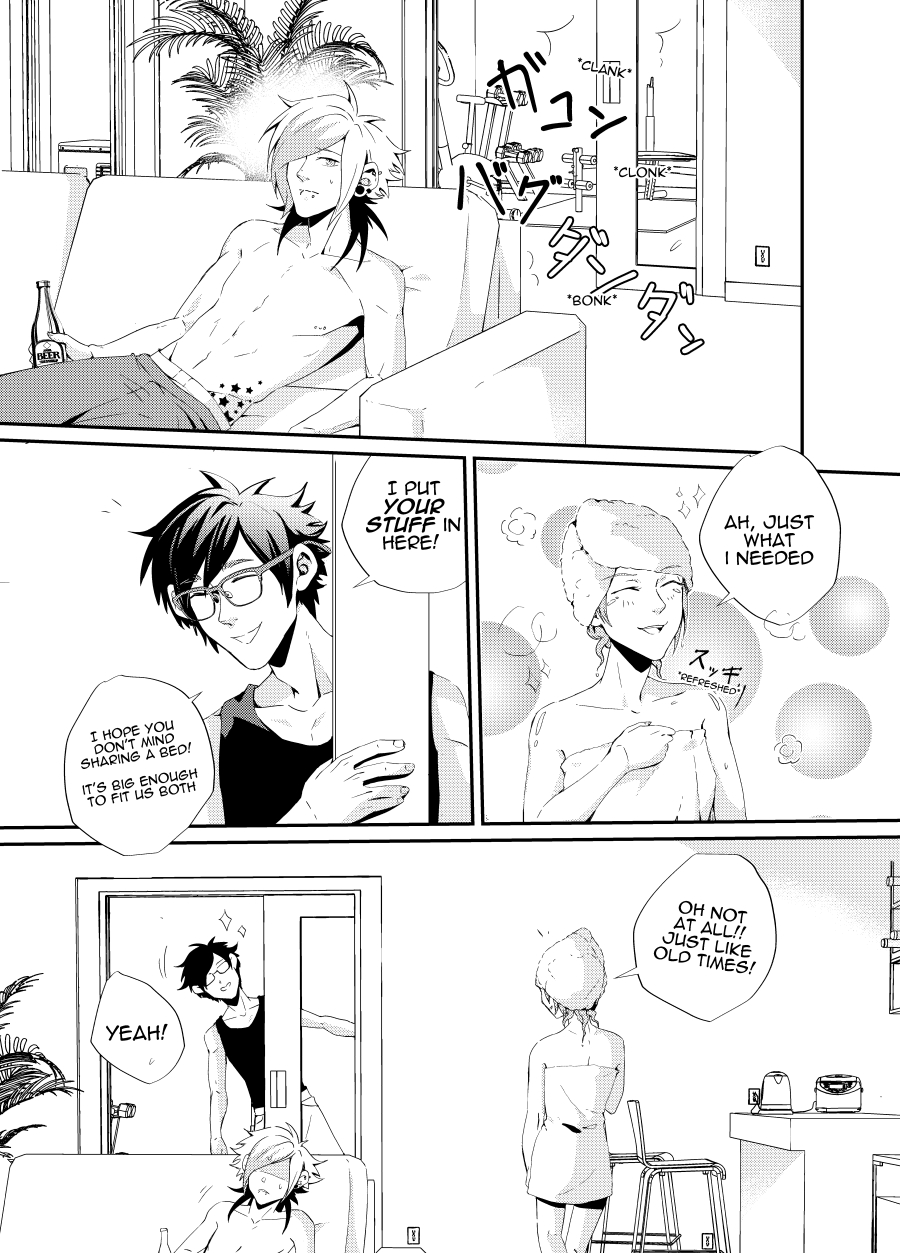 ガコン
*CLANK*
バグ
*CLONK*
ダンダン
*BONK*
BEER
I PUT
YOUR
STUFF IN
HERE!
I HOPE YOU
DON'T MIND
SHARING A BED!
IT'S BIG ENOUGH
TO FIT US BOTH
AH, JUST
WHAT
I NEEDED
スッキリ
*REFRESHED*
OH NOT
AT ALL!!
JUST LIKE
OLD TIMES!
YEAH!